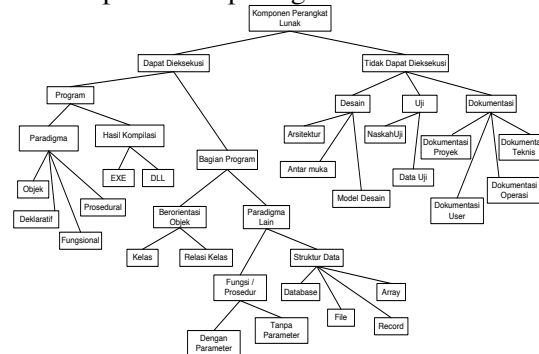 Komponen Perangkat
Lunak
Dapat Dieksekusi
Tidak Dapat Dieksekusi
Program
Desain
Uji
Dokumentasi
Paradigma
Hasil Kompilasi
Arsitektur
NaskahUji
Dokumentasi
Proyek
Dokumenta
Teknis
EXE
DLL
Bagian Program
Antar muka
Data Uji
Objek
Prosedural
Model Desain
Dokumentasi
Operasi
Deklaratif
Dokumentasi
User
Fungsional
Berorientasi
Objek
Paradigma
Lain
Kelas
Relasi Kelas
Struktur Data
Fungsi /
Prosedur
Database
Array
File
Record
Dengan
Parameter
Tanpa
Parameter